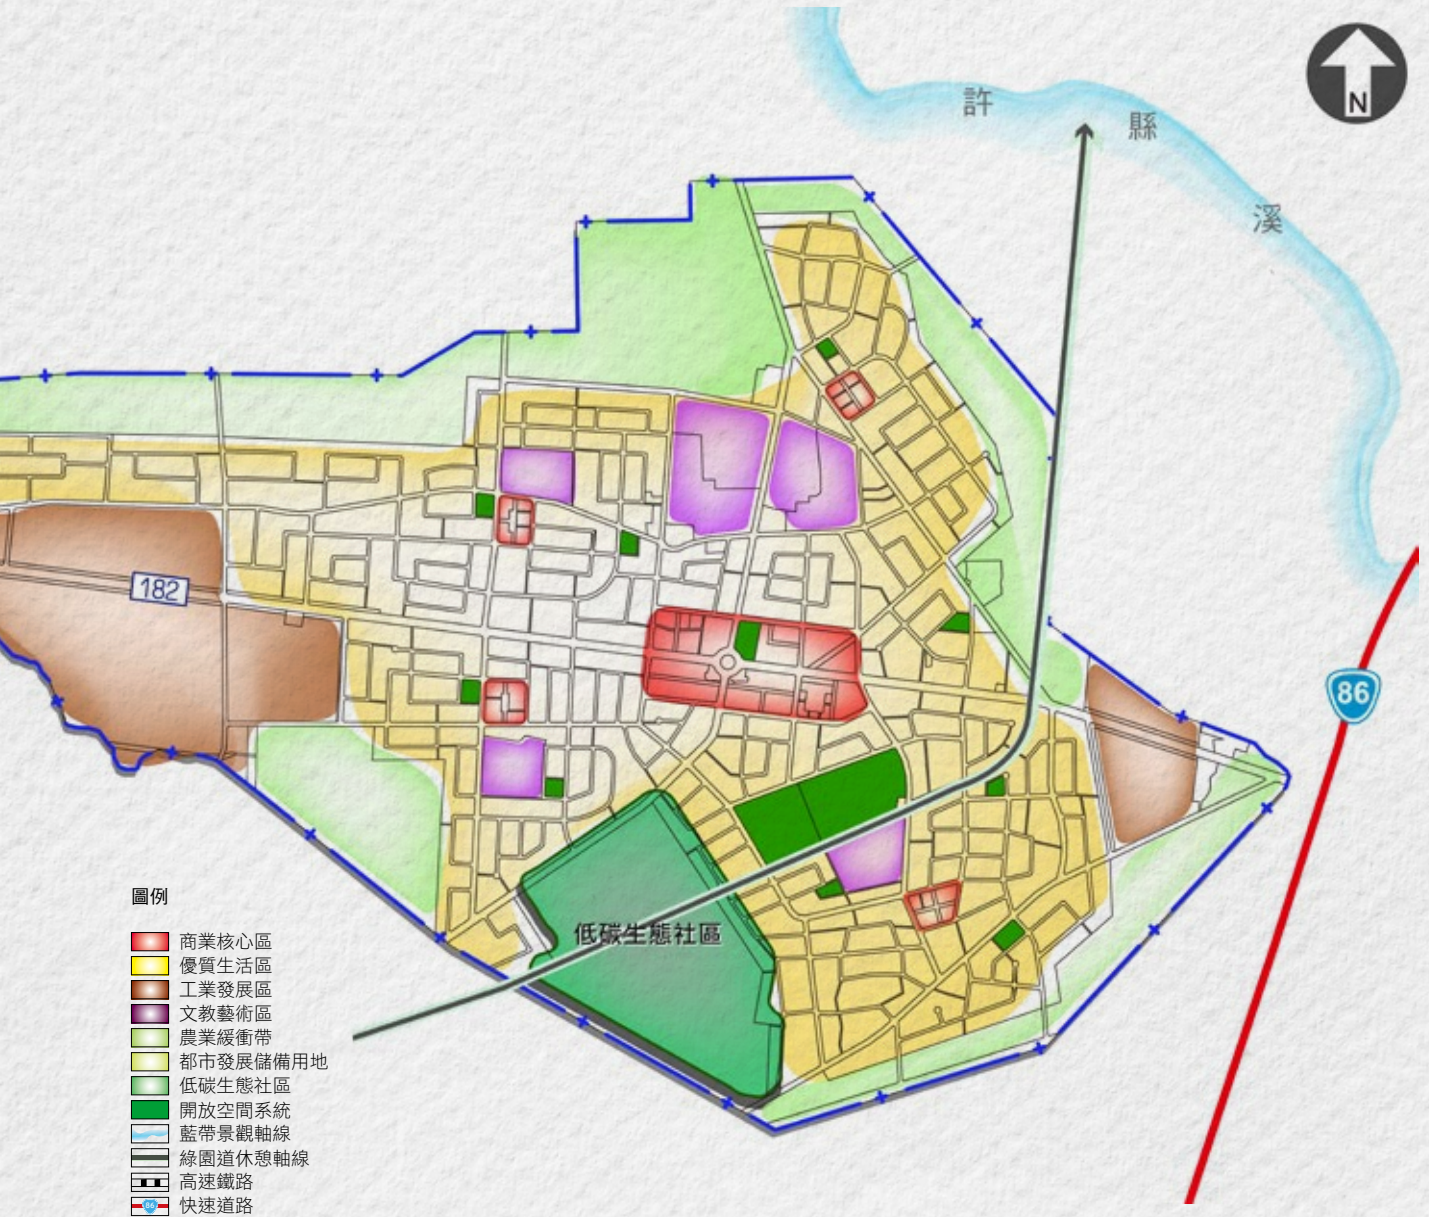 N
許
縣
溪
182
86
低碳生態社區
圖例
商業核心區
優質生活區
工業發展區
文教藝術區
農業緩衝帶
都市發展儲備用地
低碳生態社區
開放空間系統
藍帶景觀軸線
綠園道休憩軸線
高速鐵路
86
快速道路